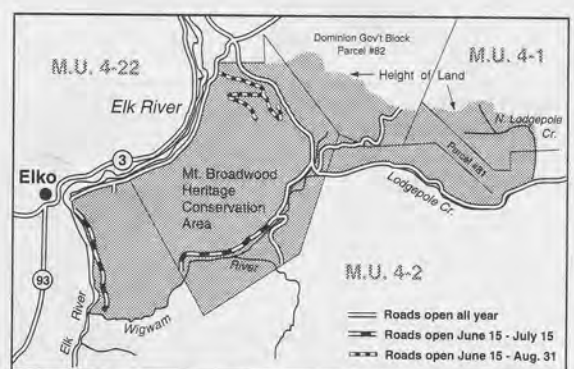 Dominion Gov't Block
Parcel #82
M.U. 4-22
M.U. 4-1
Height of Land
Elk River
N. Lodgepole
Cr.
3
Elko
Parcel #81
Mt. Broadwood
Heritage
Conservation
Area
Lodgepole Cr.
93
River
M.U. 4-2
Elk River
Wigwam
Roads open all year
Roads open June 15 - July 15
Roads open June 15 - Aug. 31